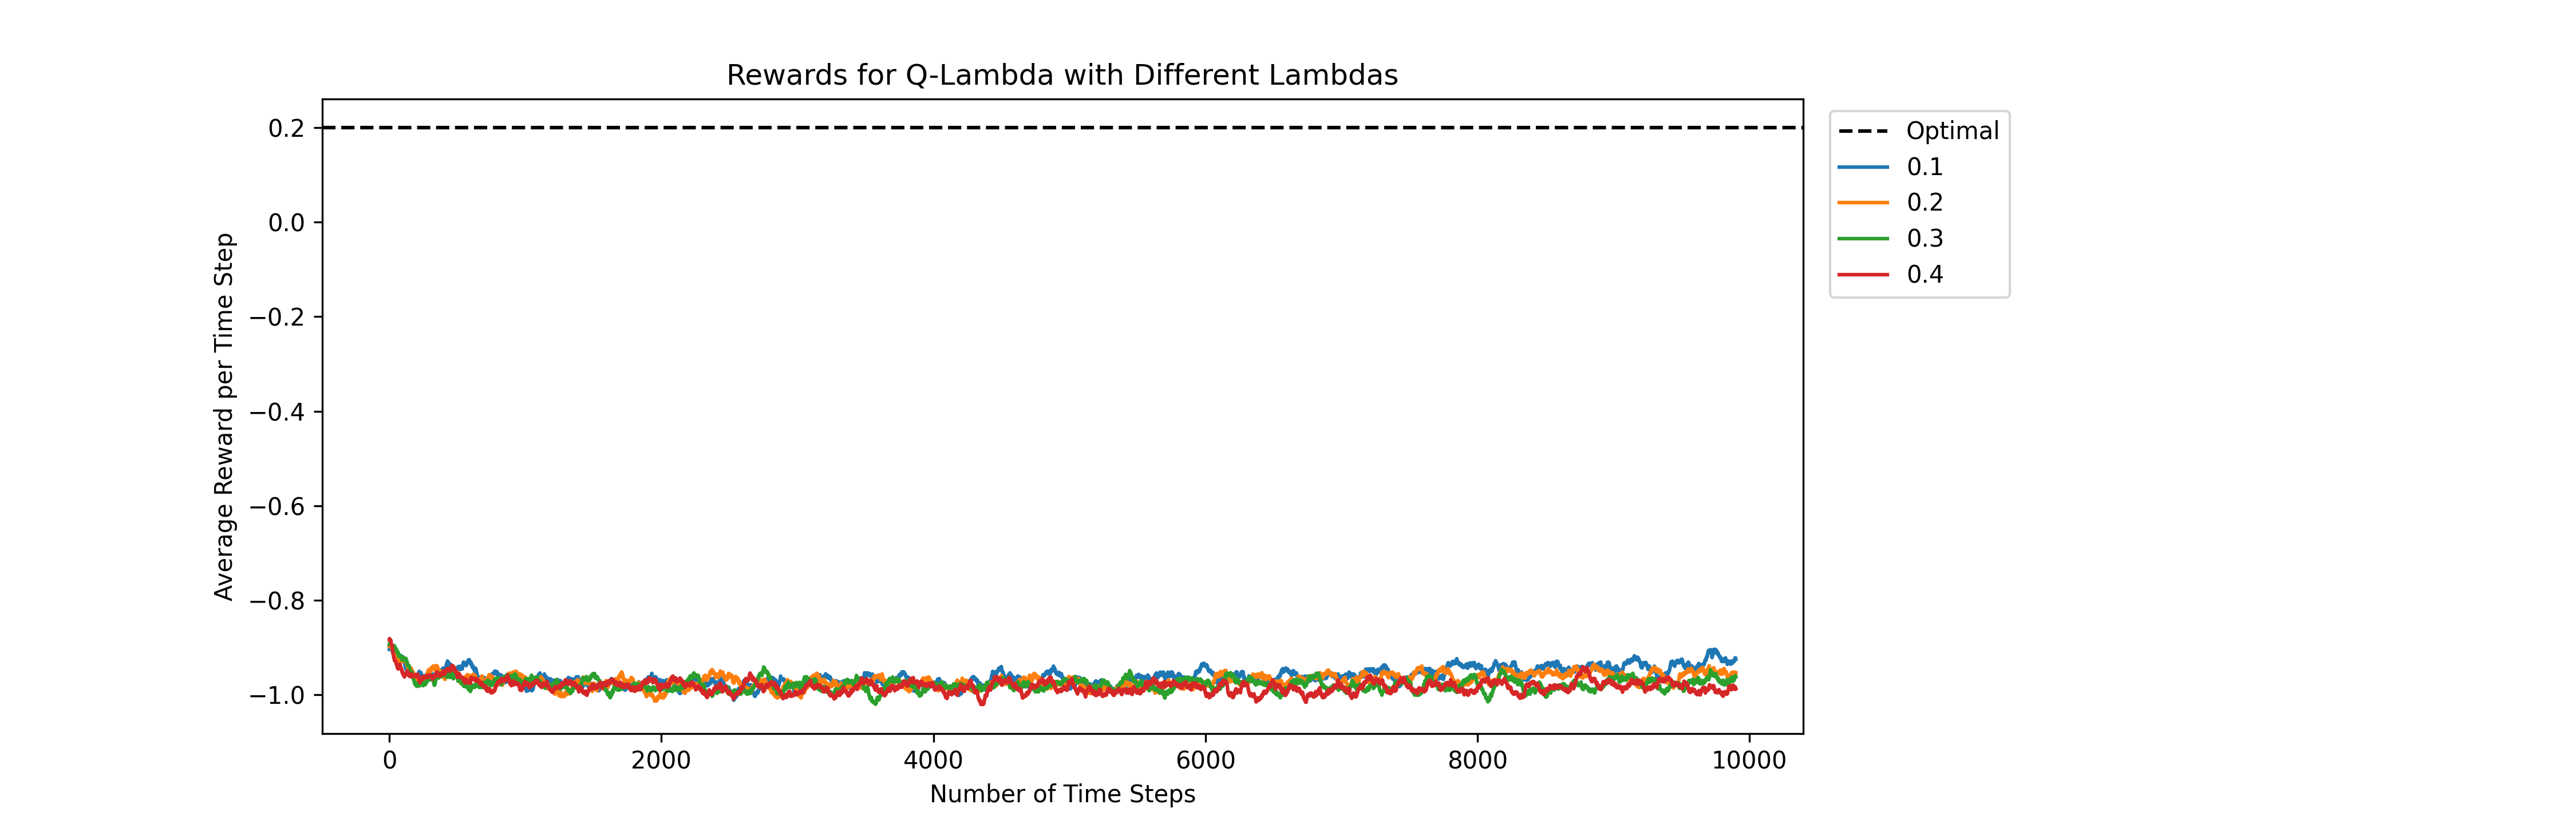 Rewards for Q-Lambda with Different Lambdas
Average Reward per Time Step
0.2
0.0
−0.2
−0.4
−0.6
−0.8
−1.0
0 2000 4000 6000 8000 10000
Number of Time Steps
Optimal
0.1
0.2
0.3
0.4